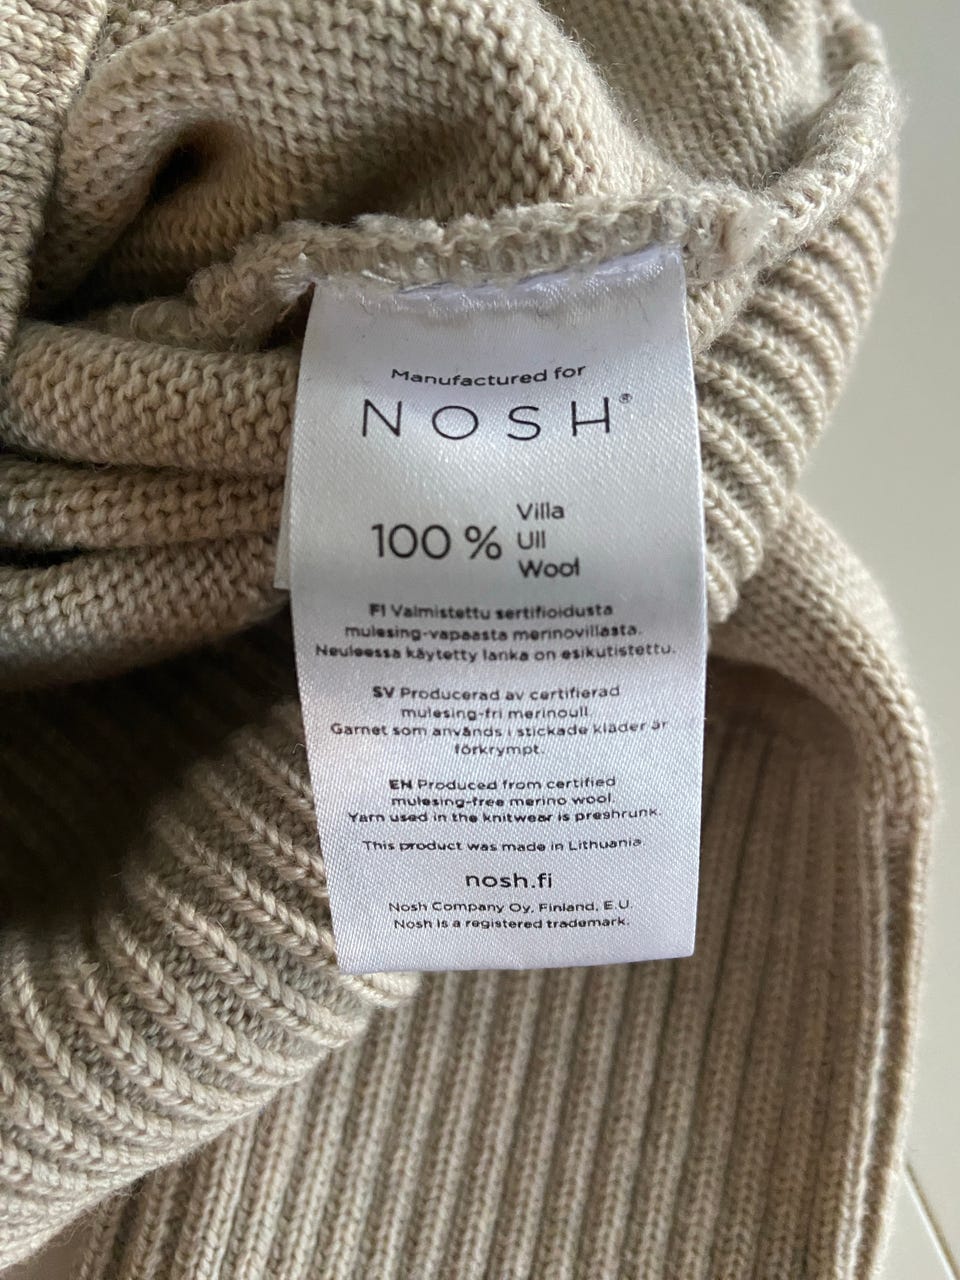 Manufactured for
NOSH®
100 %
Villa
Ull
Wool
FI Valmistettu sertifioidusta
mulesing-vapaasta merinovillasta.
Neuleessa käytetty lanka on esikutistettu.
SV Producerad av certifierad
mulesing-fri merinoull
Garnet som används i stickade kläder är
förkrympt.
EN Produced from certified
mulesing-free merino wool.
Yarn used in the knitwear is preshrunk.
This product was made in Lithuania.
nosh.fi
Nosh Company Oy, Finland, E.U.
Nosh is a registered trademark.